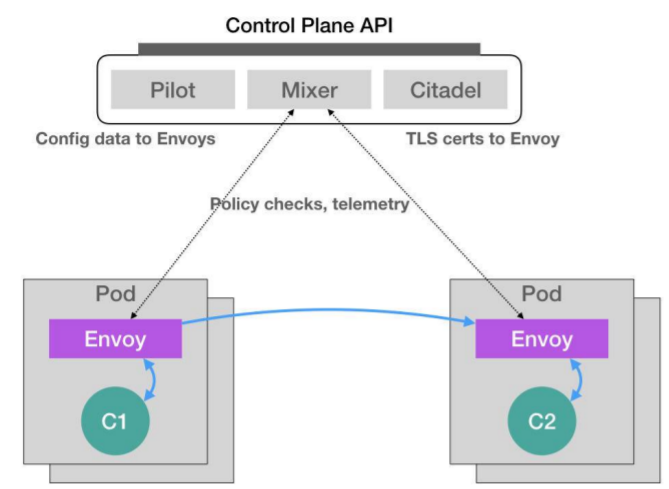 Control Plane API
Pilot
Mixer
Citadel
Config data to Envoys
TLS certs to Envoy
Policy checks, telemetry
Pod
Pod
Envoy
Envoy
C1
C2